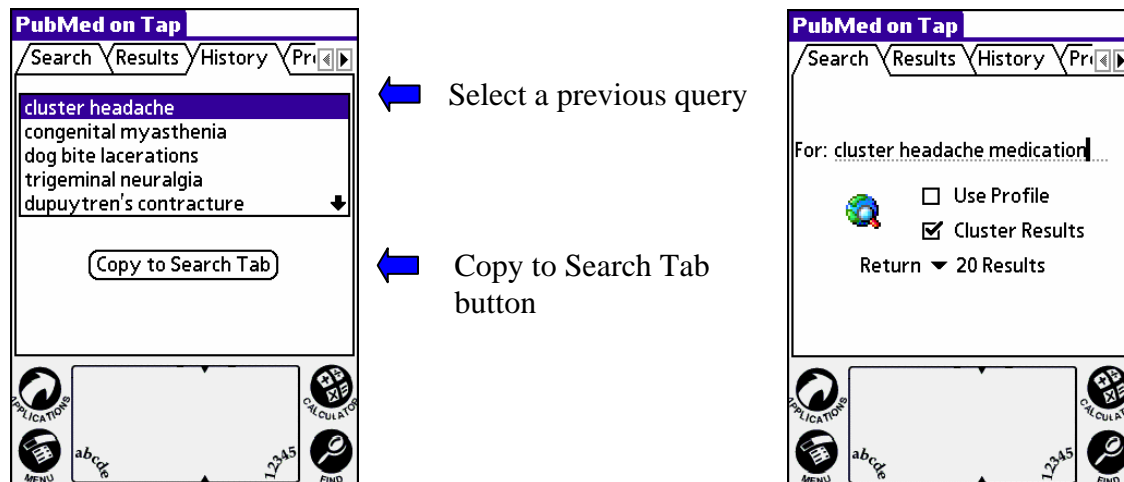 PubMed on Tap
Search Results History
cluster headache
congenital myasthenia
dog bite lacerations
trigeminal neuralgia
dupuytren's contracture
Copy to Search Tab
APPLICATIONS
CALCULATOR
MENU
abcde
12345
FIND
Select a previous query
Copy to Search Tab
button
PubMed on Tap
Search Results History
For: cluster headache medication
Use Profile
Cluster Results
Return 20 Results
abcde
12345
MENU
FIND